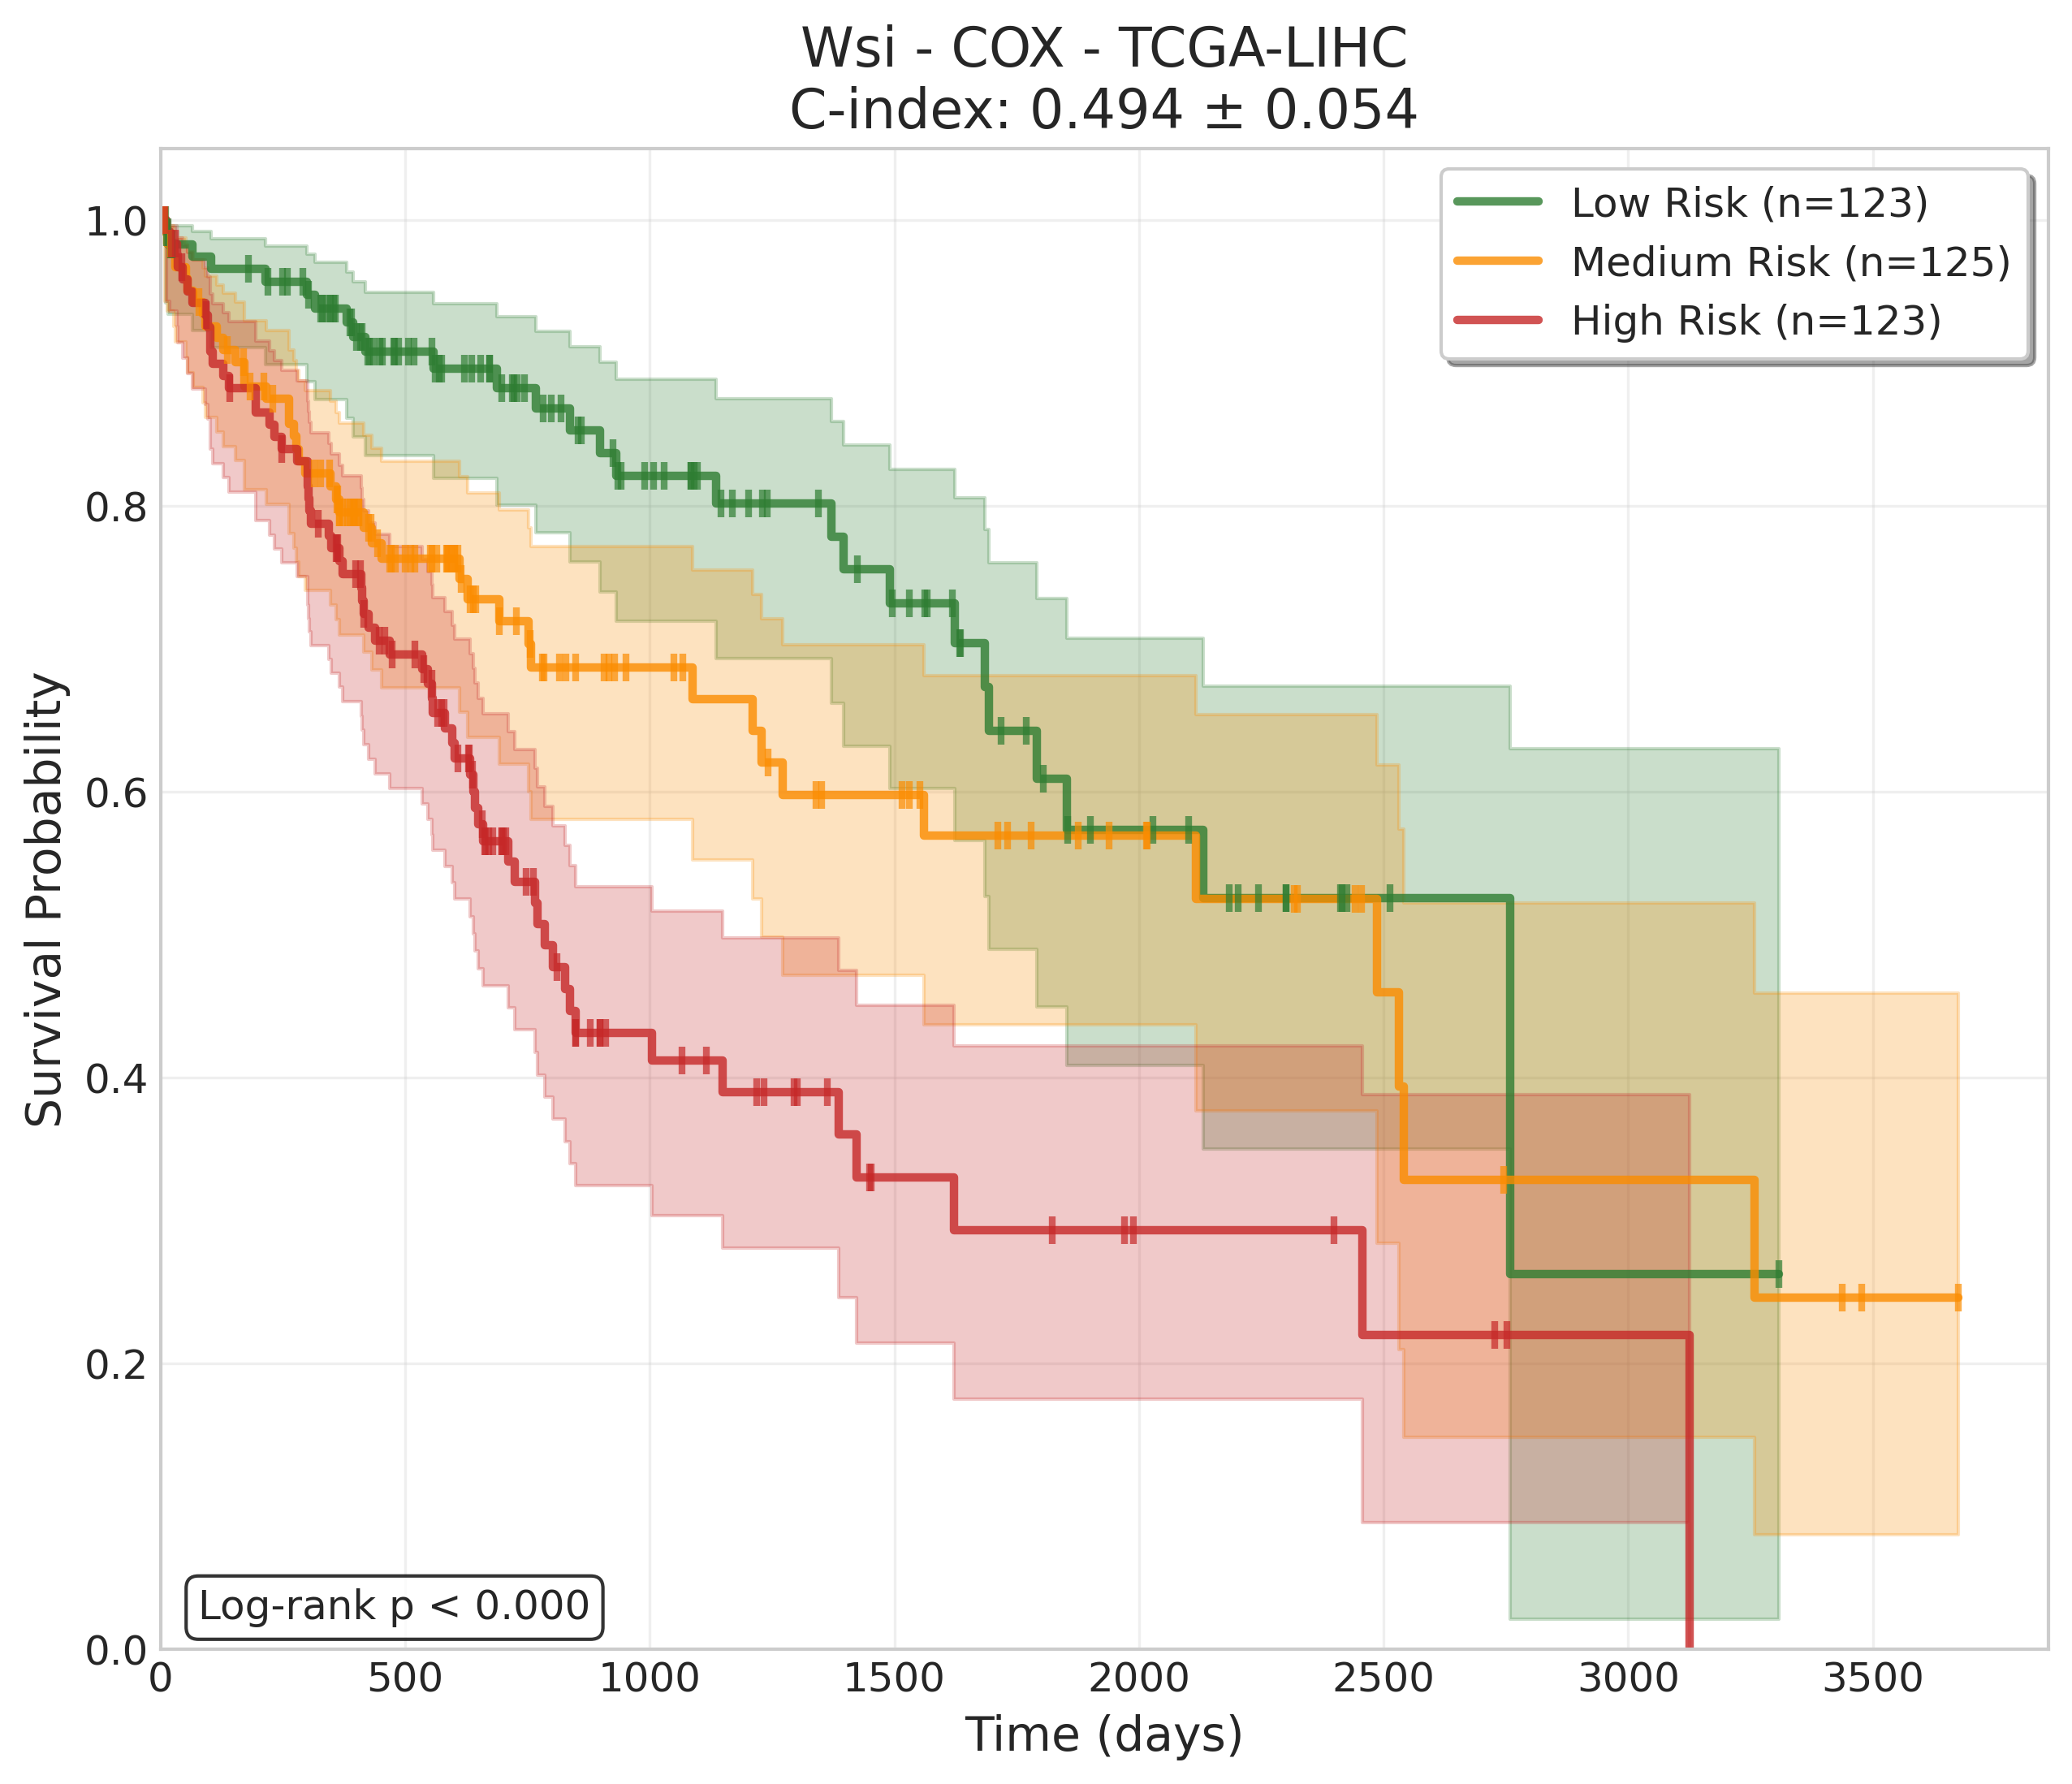 Wsi - COX - TCGA-LIHC
C-index: 0.494 ± 0.054
Low Risk (n=123)
Medium Risk (n=125)
High Risk (n=123)
Survival Probability
1.0
0.8
0.6
0.4
0.2
0.0
Log-rank p < 0.000
0 500 1000 1500 2000 2500 3000 3500
Time (days)